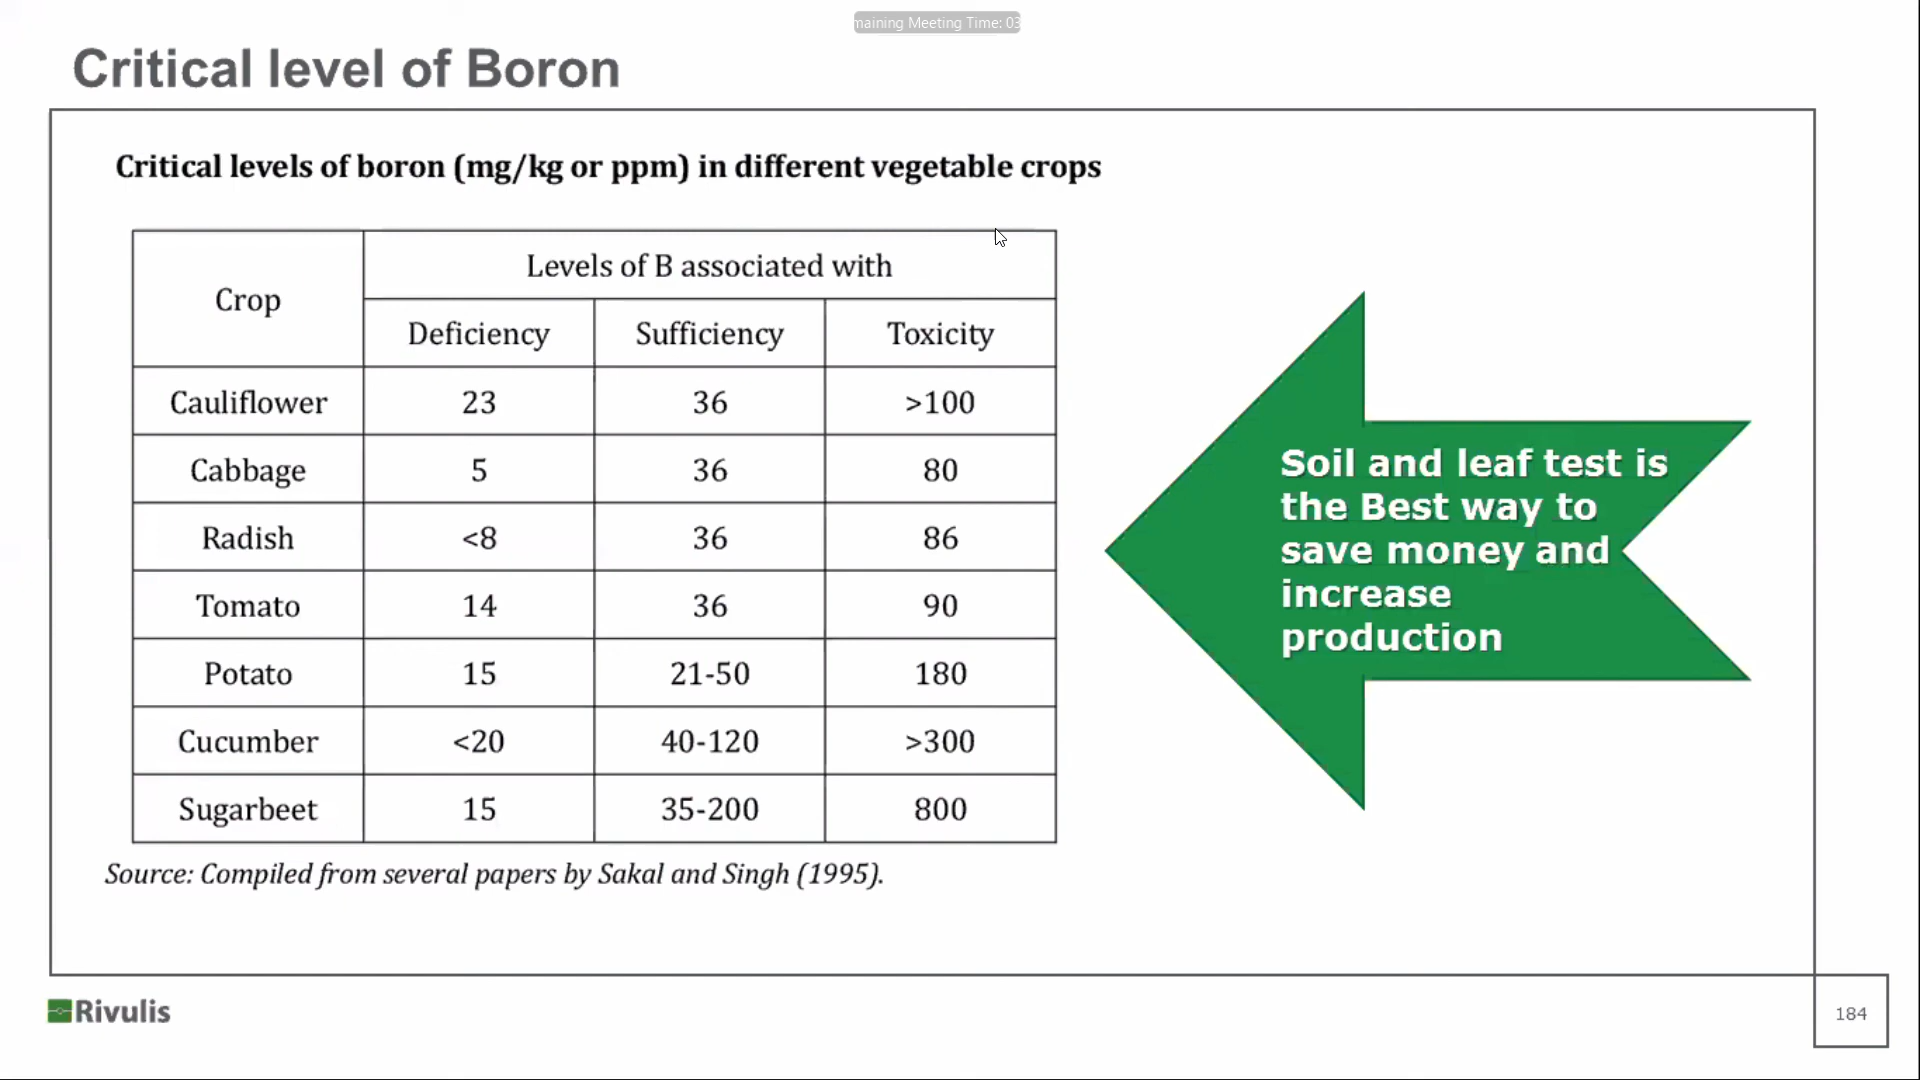 maining Meeting Time: 03
Critical level of Boron
Critical levels of boron (mg/kg or ppm) in different vegetable crops
Crop
Levels of B associated with
Deficiency Sufficiency Toxicity
Cauliflower 23 36 >100
Cabbage 5 36 80
Radish <8 36 86
Tomato 14 36 90
Potato 15 21-50 180
Cucumber <20 40-120 >300
Sugarbeet 15 35-200 800
Source: Compiled from several papers by Sakal and Singh (1995).
Soil and leaf test is
the Best way to
save money and
increase
production
Rivulis
184